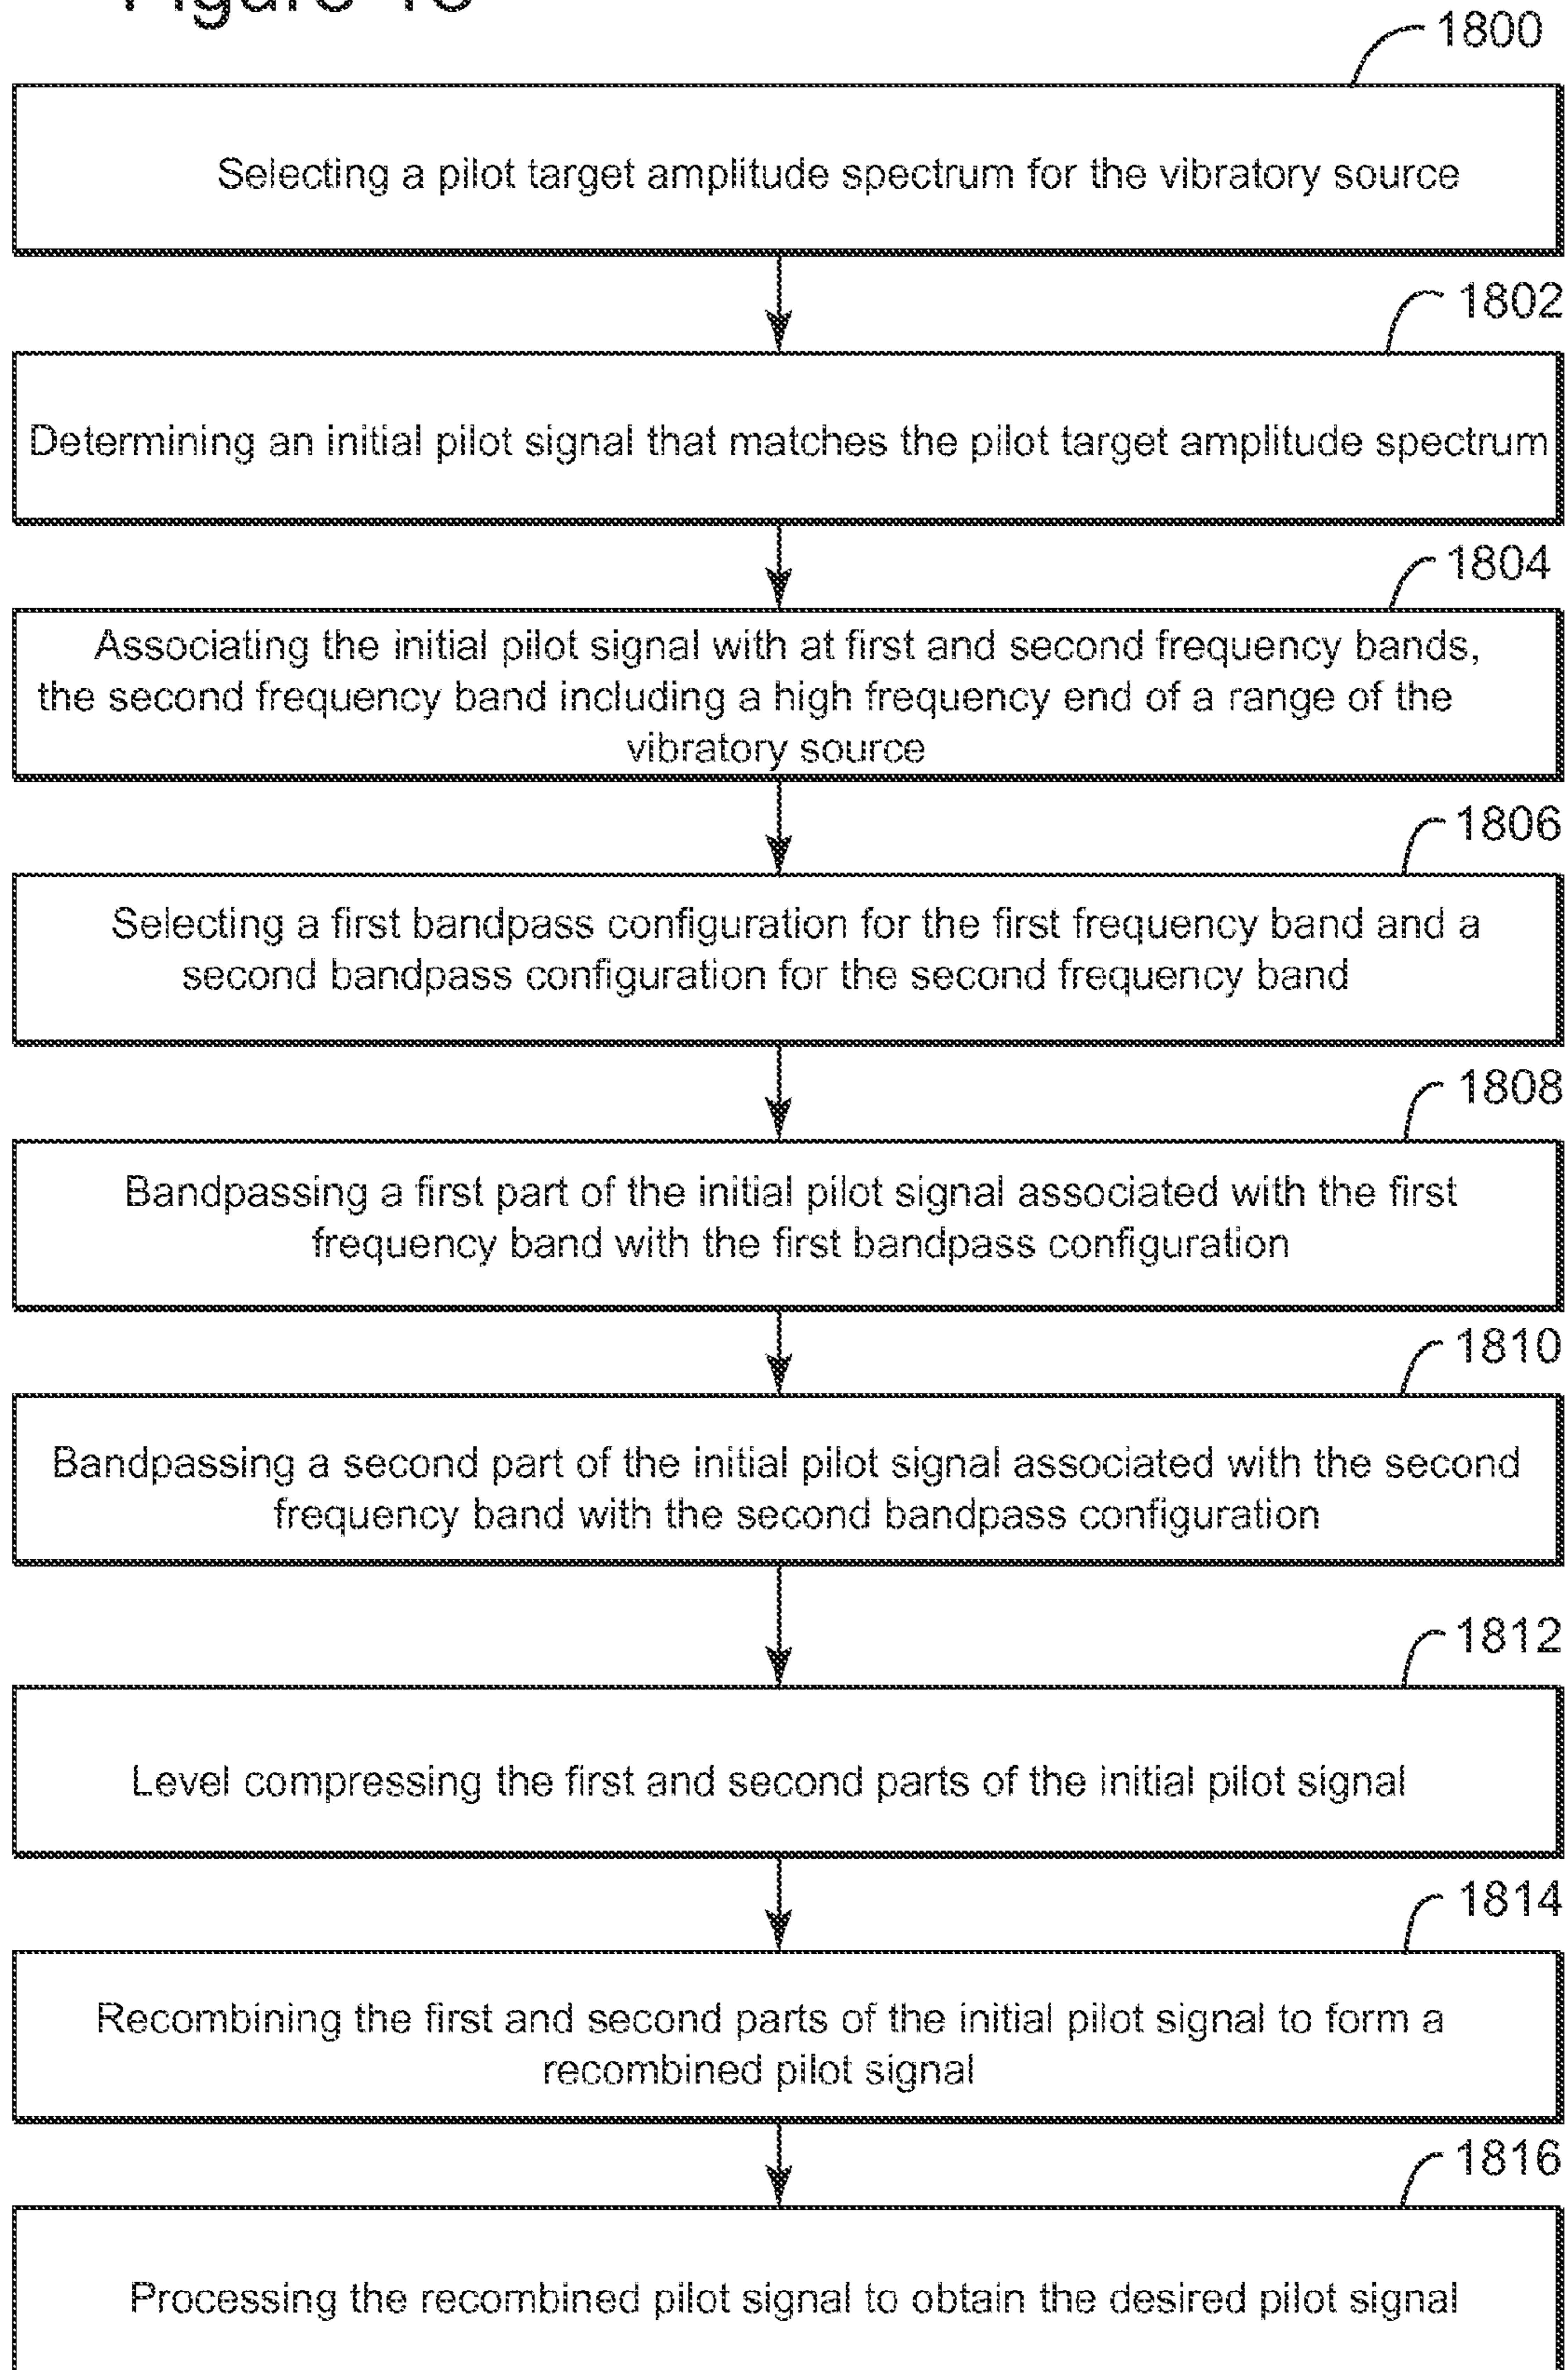 Figure 18
1800
Selecting a pilot target amplitude spectrum for the vibratory source
1802
Determining an initial pilot signal that matches the pilot target amplitude spectrum
1804
Associating the initial pilot signal with at first and second frequency bands,
the second frequency band including a high frequency end of a range of the
vibratory source
1806
Selecting a first bandpass configuration for the first frequency band and a
second bandpass configuration for the second frequency band
1808
Bandpassing a first part of the initial pilot signal associated with the first
frequency band with the first bandpass configuration
1810
Bandpassing a second part of the initial pilot signal associated with the second
frequency band with the second bandpass configuration
1812
Level compressing the first and second parts of the initial pilot signal
1814
Recombining the first and second parts of the initial pilot signal to form a
recombined pilot signal
1816
Processing the recombined pilot signal to obtain the desired pilot signal